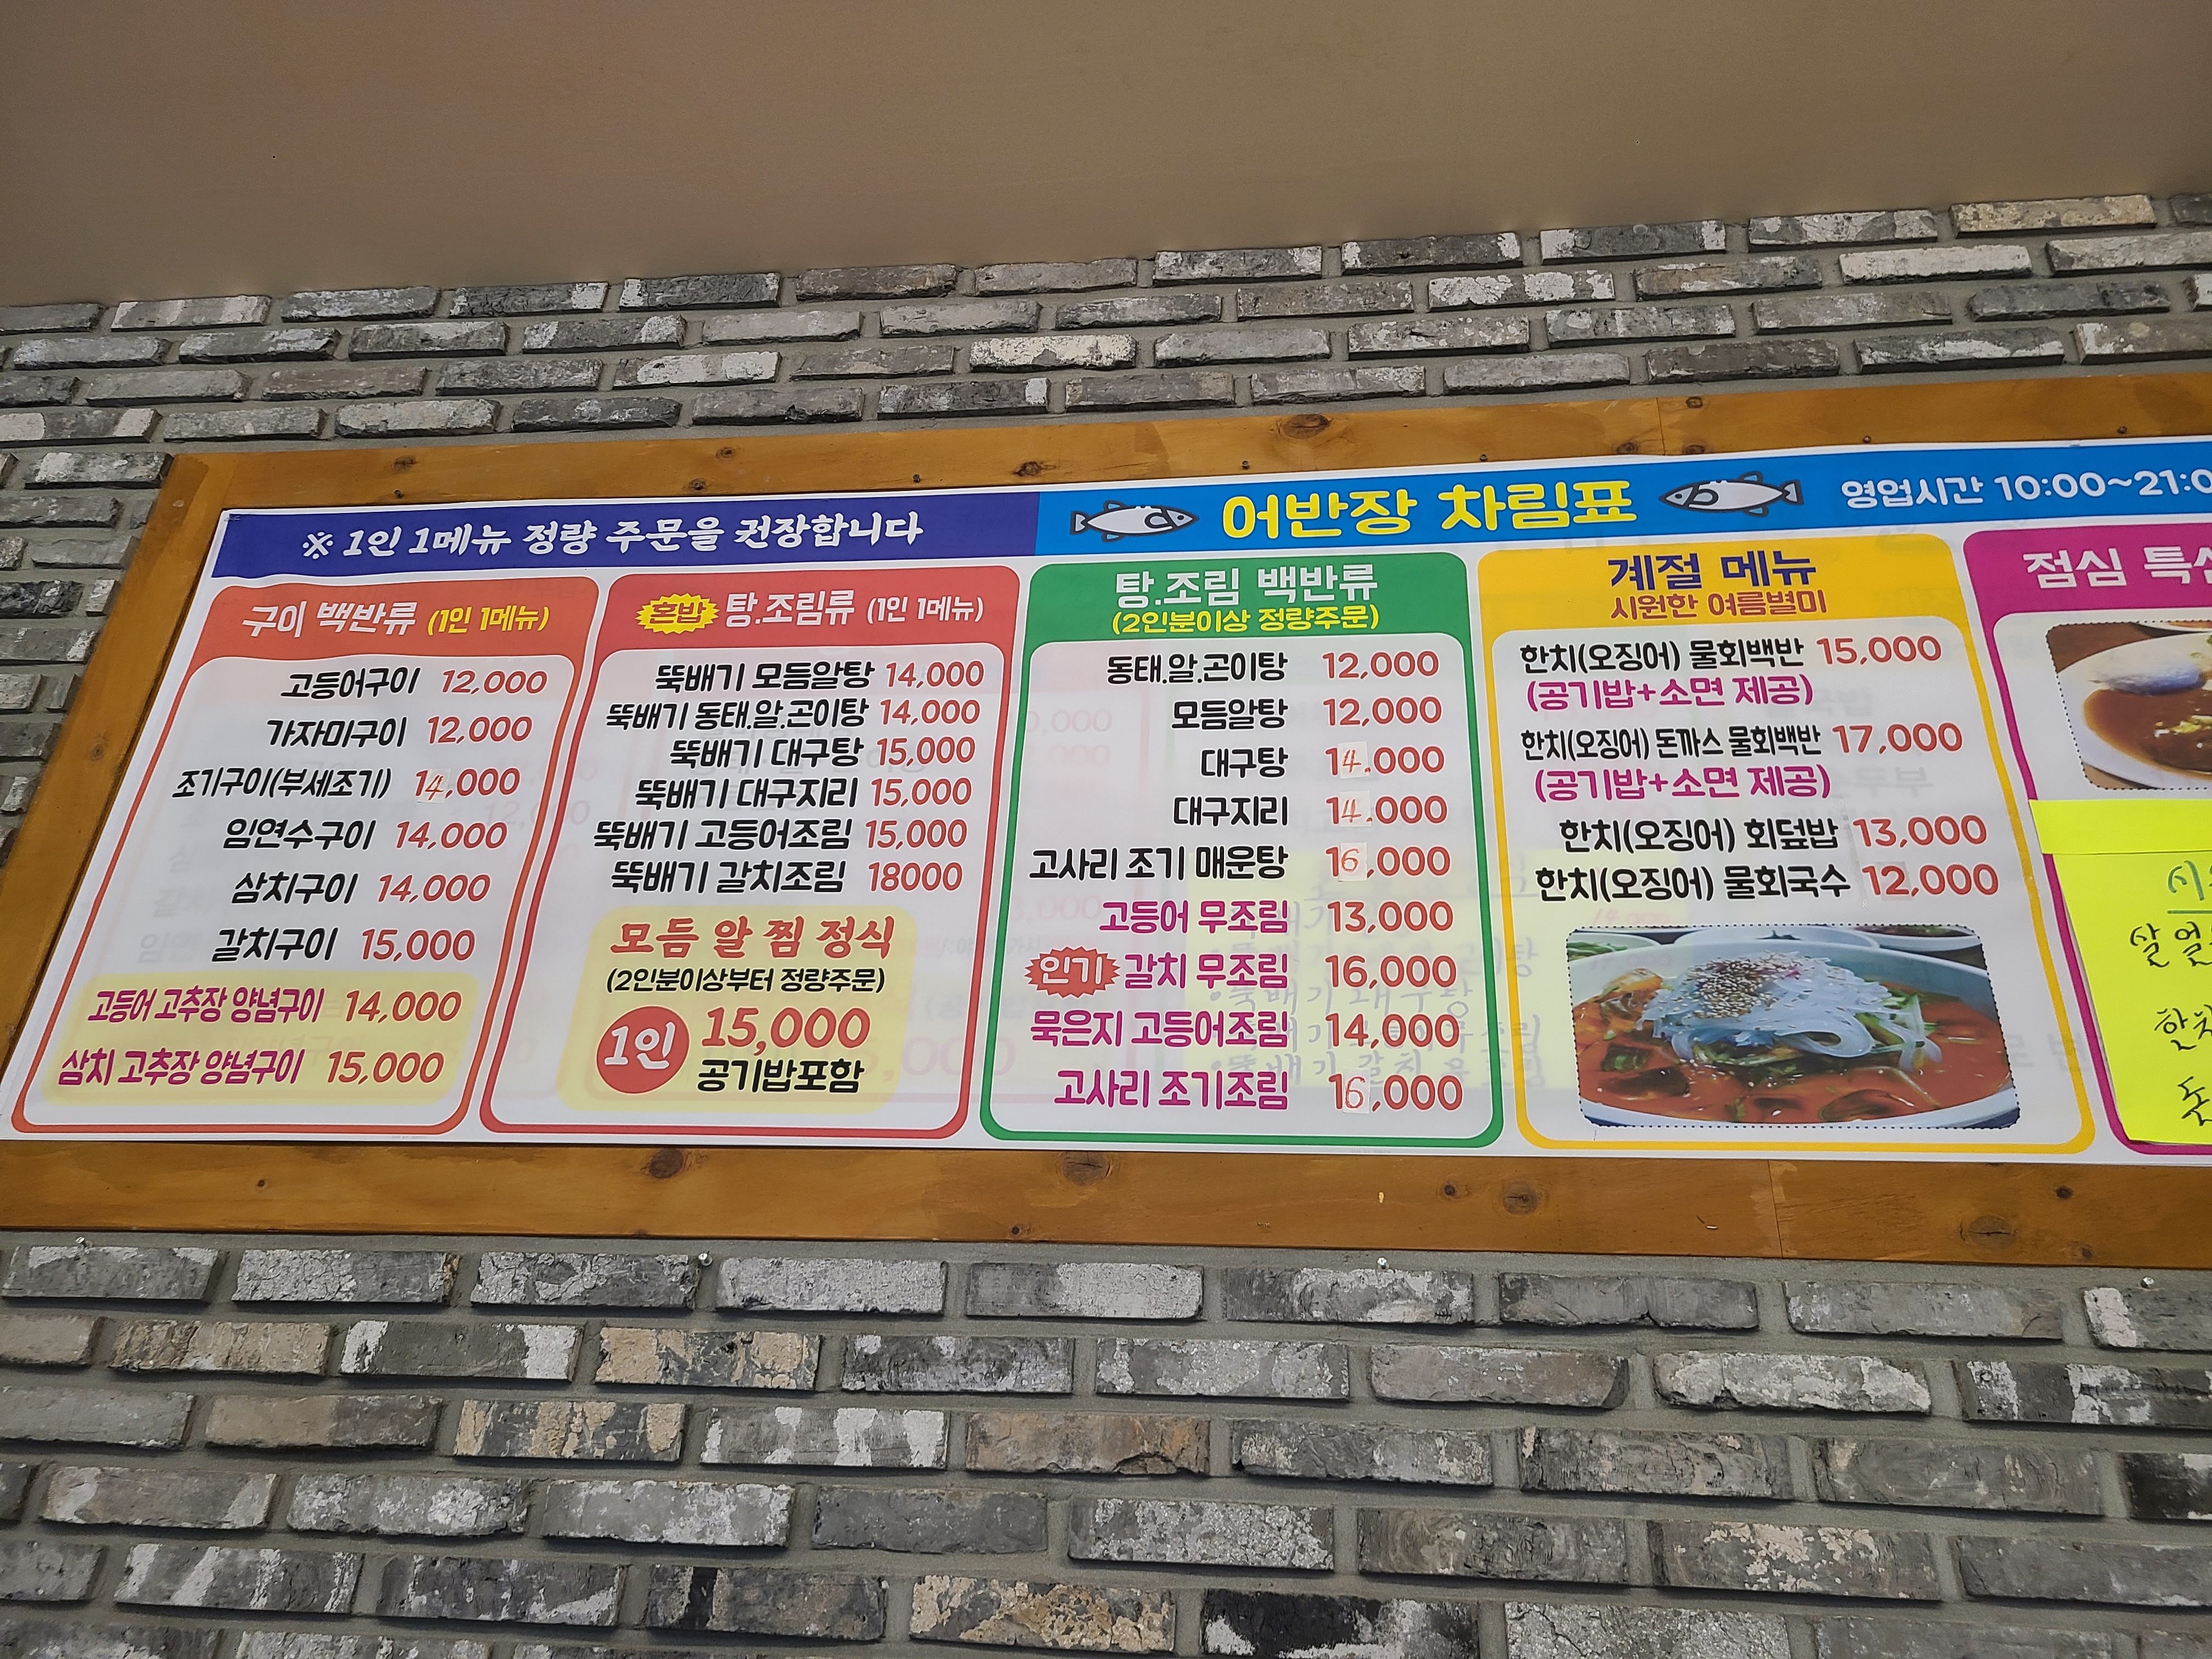 ※ 1인 1메뉴 정량 주문을 권장합니다
어반장 차림표
영업시간 10:00~21:0
구이 백반류 (1인 1메뉴)
고등어구이 12,000
가자미구이 12,000
조기구이(부세조기) 14,000
임연수구이 14,000
삼치구이 14,000
갈치구이 15,000
고등어 고추장 양념구이 14,000
삼치 고추장 양념구이 15,000
혼밥 탕.조림류 (1인 1메뉴)
뚝배기 모듬알탕 14,000
뚝배기 동태.알.곤이탕 14,000
뚝배기 대구탕 15,000
뚝배기 대구지리 15,000
뚝배기 고등어조림 15,000
뚝배기 갈치조림 18000
모듬 알 찜 정식
(2인분이상부터 정량주문)
1인 15,000
공기밥포함
탕.조림 백반류
(2인분이상 정량주문)
동태.알.곤이탕 12,000
모듬알탕 12,000
대구탕 14.000
대구지리 14.000
고사리 조기 매운탕 16,000
고등어 무조림 13,000
인기 갈치 무조림 16,000
묵은지 고등어조림 14,000
고사리 조기조림 16,000
계절 메뉴
시원한 여름별미
한치(오징어) 물회백반 15,000
(공기밥+소면 제공)
한치(오징어) 돈까스 물회백반 17,000
(공기밥+소면 제공)
한치(오징어) 회덮밥 13,000
한치(오징어) 물회국수 12,000
점심
살